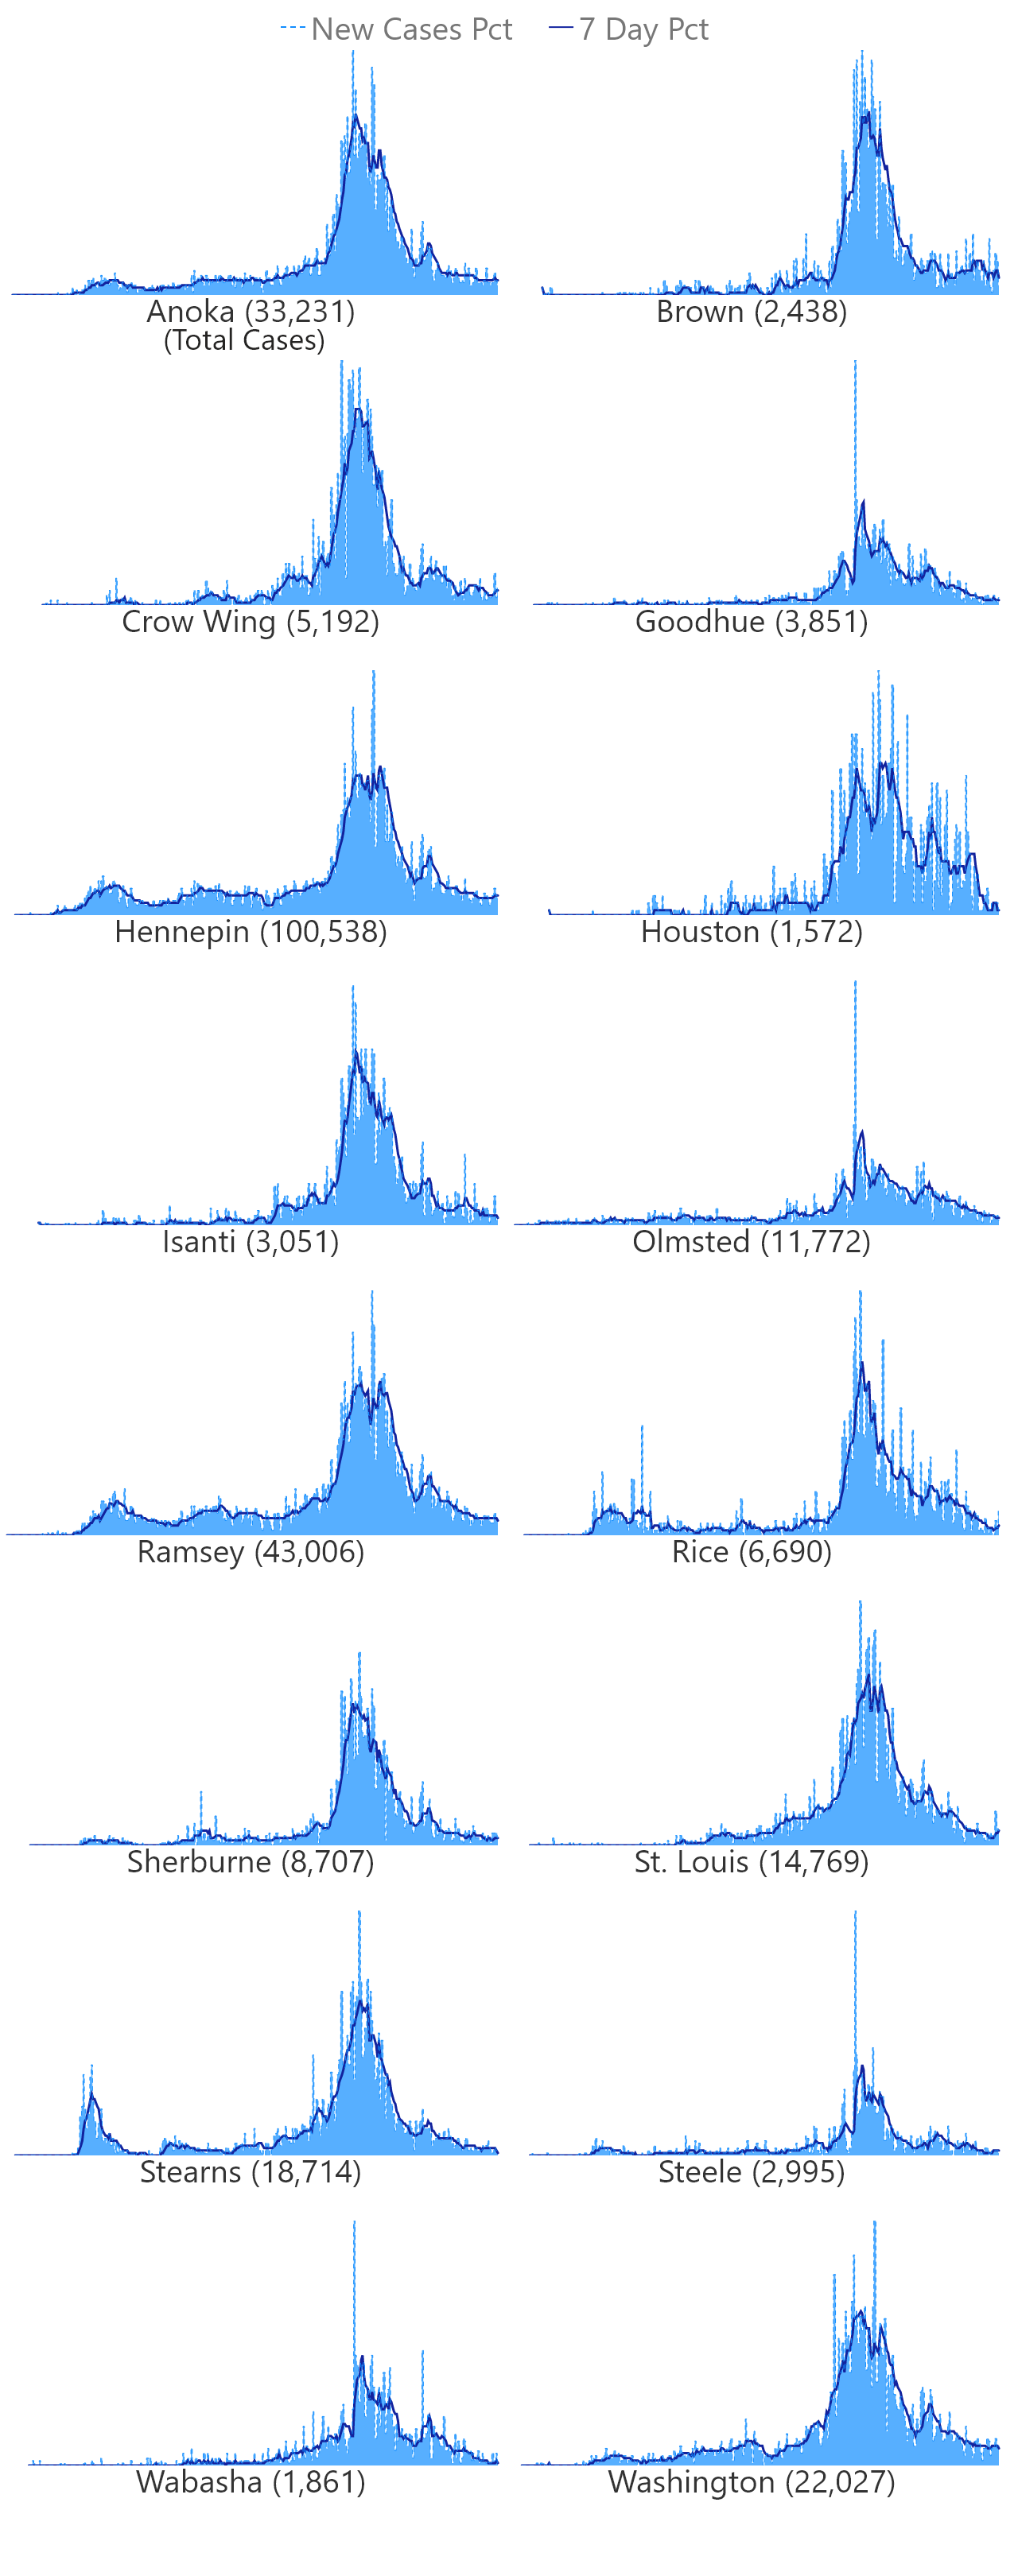 New Cases Pct 7 Day Pct
Anoka (33,231) Brown (2,438)
(Total Cases)
Crow Wing (5,192) Goodhue (3,851)
Hennepin (100,538) Houston (1,572)
Isanti (3,051) Olmsted (11,772)
Ramsey (43,006) Rice (6,690)
Sherburne (8,707) St. Louis (14,769)
Stearns (18,714) Steele (2,995)
Wabasha (1,861) Washington (22,027)